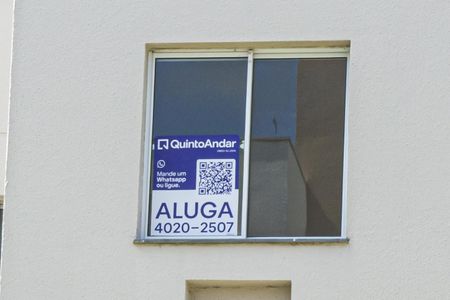 QuintoAndar
Mande um
Whatsapp
ou ligue.
ALUGA
4020-2507